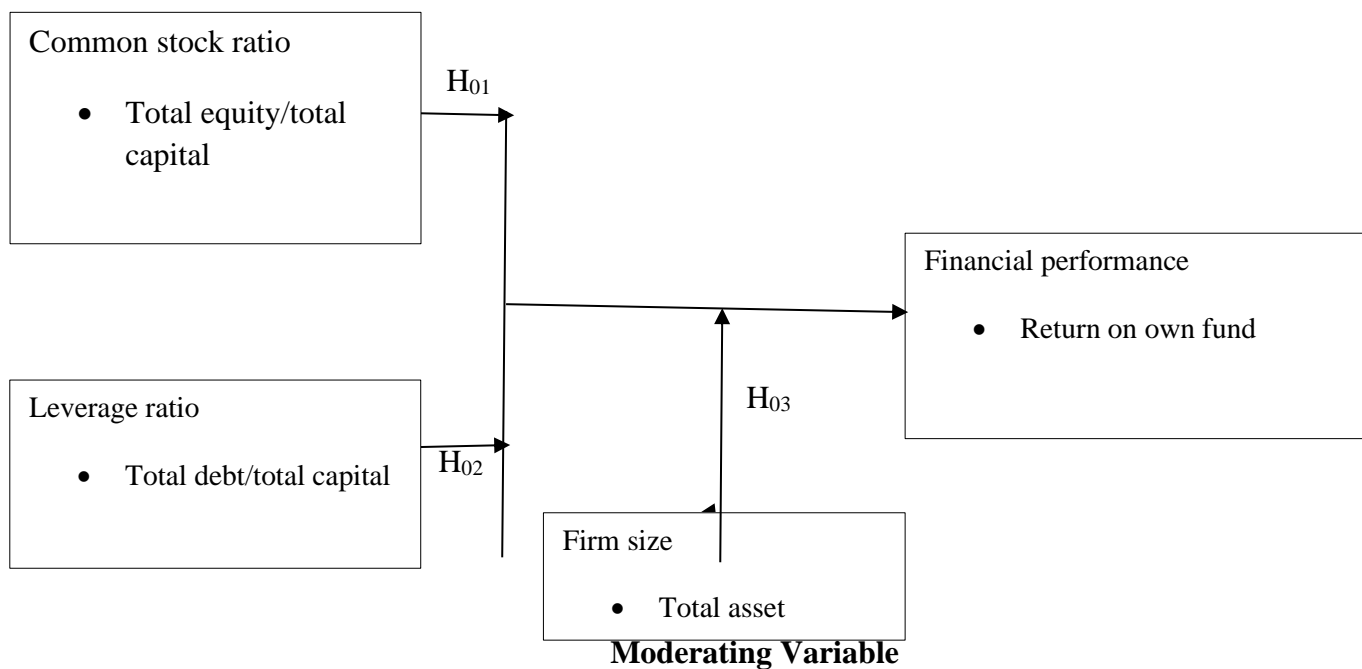 Common stock ratio
• Total equity/total
capital
H01
Financial performance
• Return on own fund
Leverage ratio
• Total debt/total capital
H02
H03
Firm size
• Total asset
Moderating Variable